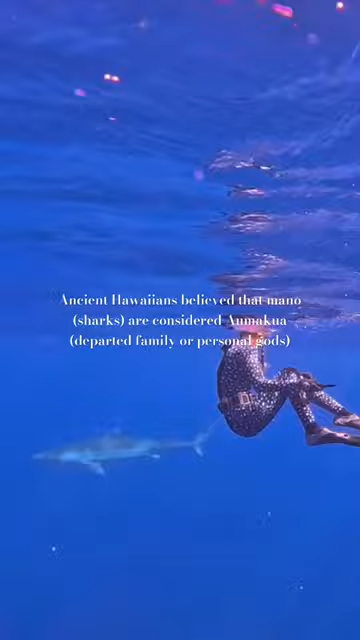 Ancient Hawaiians believed that mano
(sharks) are considered Aumakua
(departed family or personal gods)